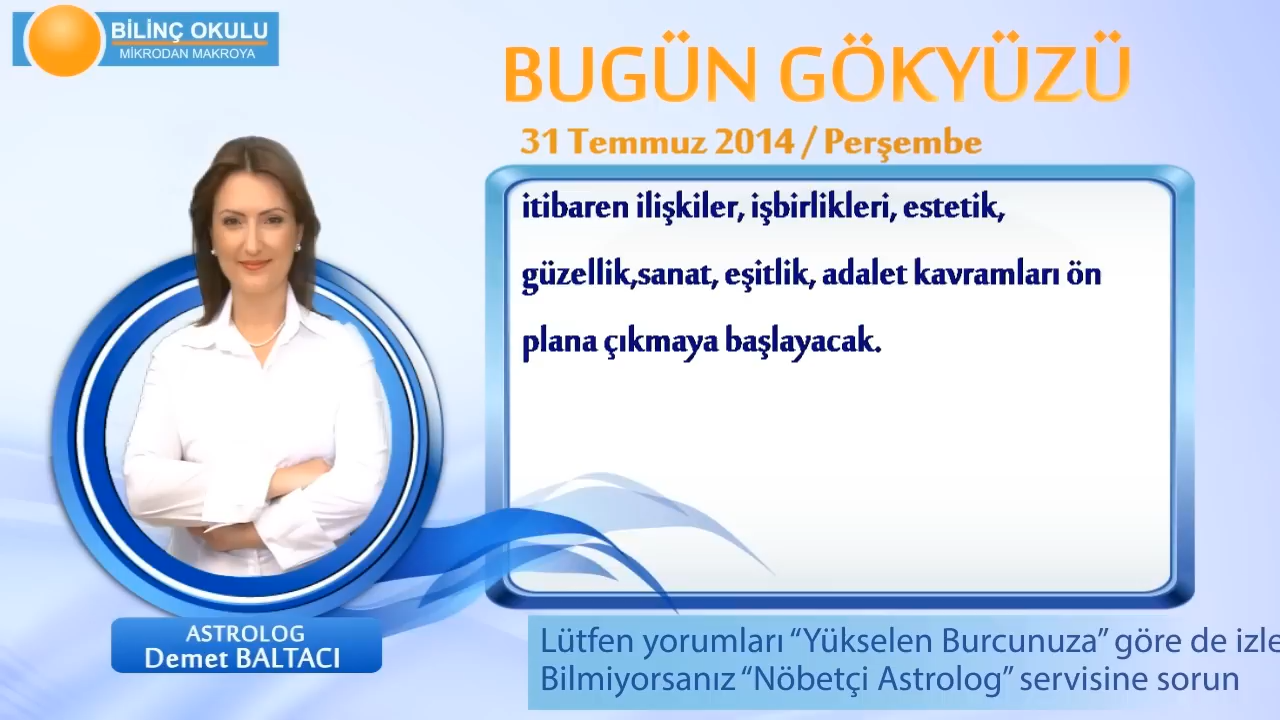 BİLİNÇ OKULU
MİKRODAN MAKROYA
BUGÜN GÖKYÜZÜ
31 Temmuz 2014 / Perşembe
itibaren ilişkiler, işbirlikleri, estetik,
güzellik,sanat, eşitlik, adalet kavramları ön
plana çıkmaya başlayacak.
ASTROLOG
Demet BALTACI
Lütfen yorumları “Yükselen Burcunuza” göre de
Bilmiyorsanız “Nöbetçi Astrolog” servisine sorun